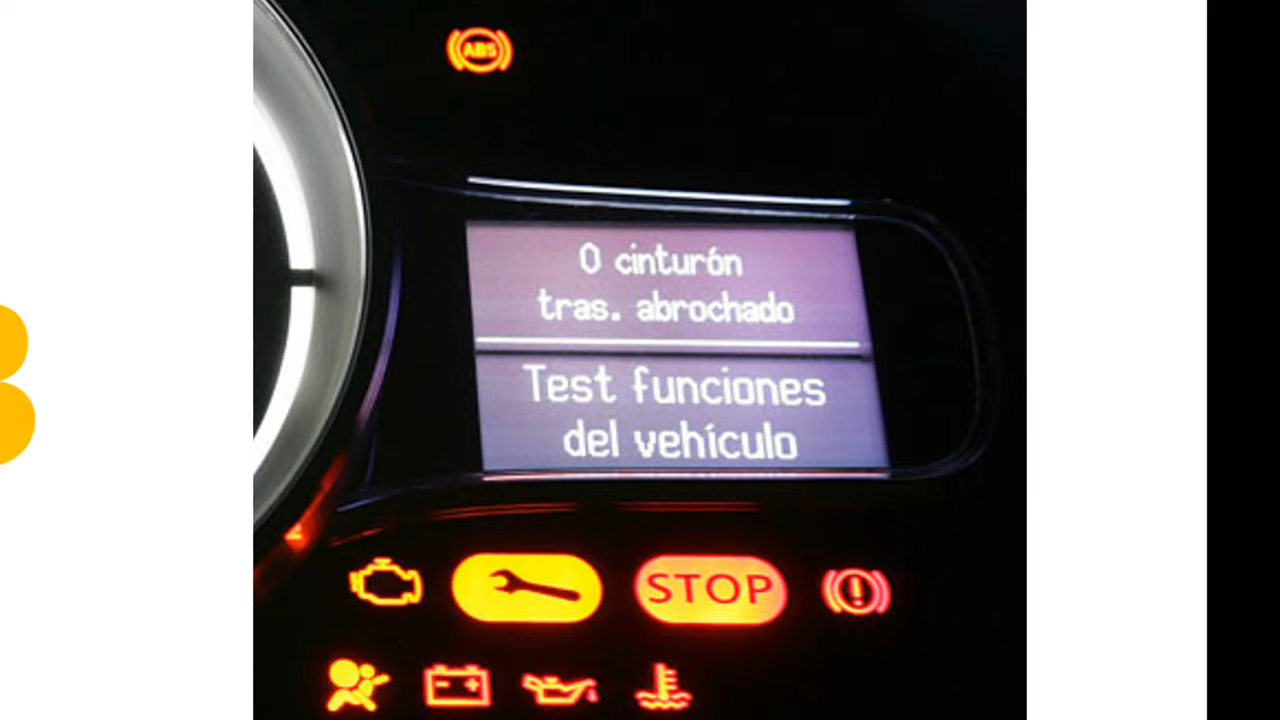 ABS
0 cinturón
tras. abrochado
Test funciones
del vehículo
STOP